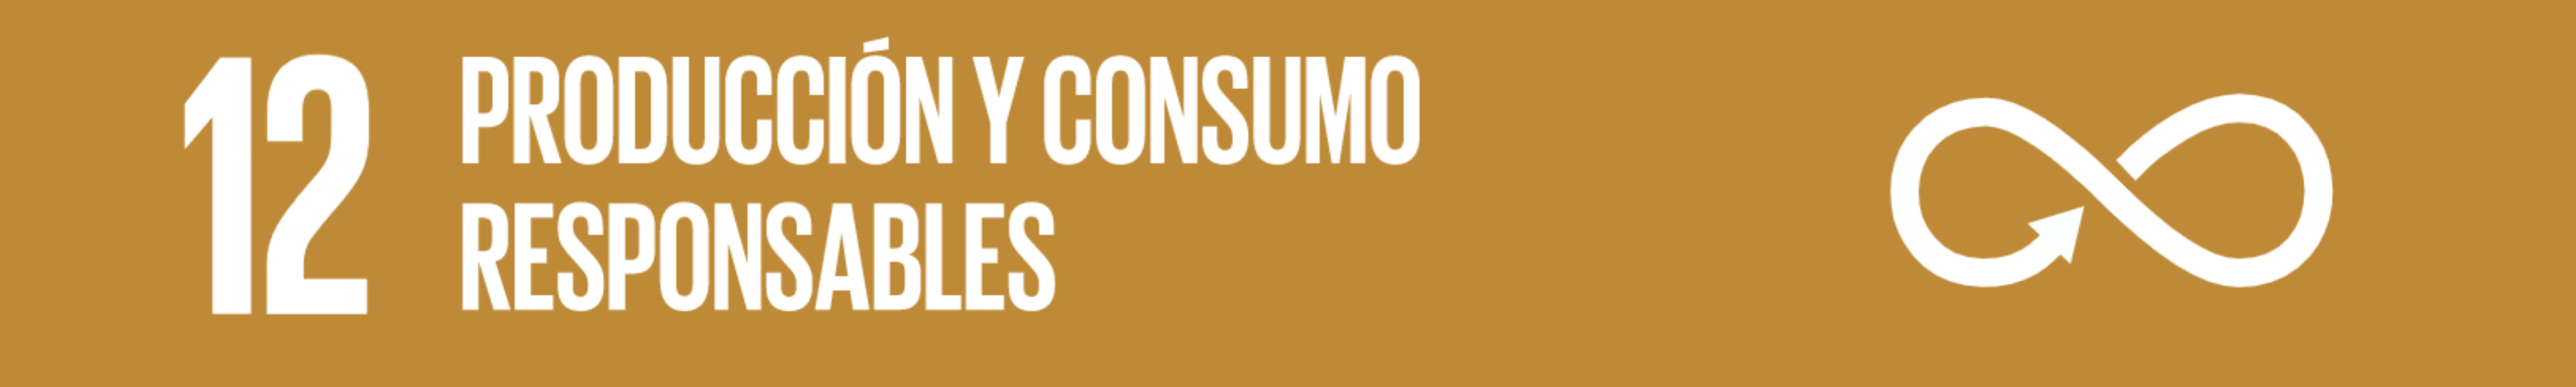 12
PRODUCCIÓN Y CONSUMO
RESPONSABLES